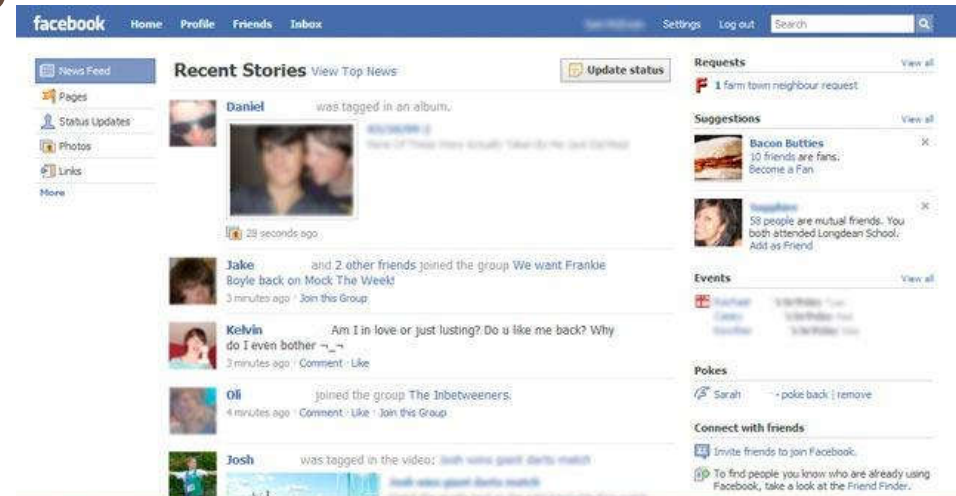 facebook Home Profile Friends Inbox Settings Log out Search
News Feed
Pages
Status Updates
Photos
Links
More
Recent Stories View Top News Update status
Daniel was tagged in an album.
28 seconds ago
Jake and 2 other friends joined the group We want Frankie
Boyle back on Mock The Week!
3 minutes ago · Join this Group
Kelvin Am I in love or just lusting? Do u like me back? Why
do I even bother ¬_¬
3 minutes ago · Comment · Like
Oli joined the group The Inbetweeners.
4 minutes ago · Comment · Like · Join this Group
Josh was tagged in the video:
Requests View all
1 farm town neighbour request
Suggestions View all
Bacon Butties
10 friends are fans.
Become a Fan
58 people are mutual friends. You
both attended Longdean School.
Add as Friend
Events View all
Pokes
Sarah - poke back | remove
Connect with friends
Invite friends to join Facebook.
To find people you know who are already using
Facebook, take a look at the Friend Finder.